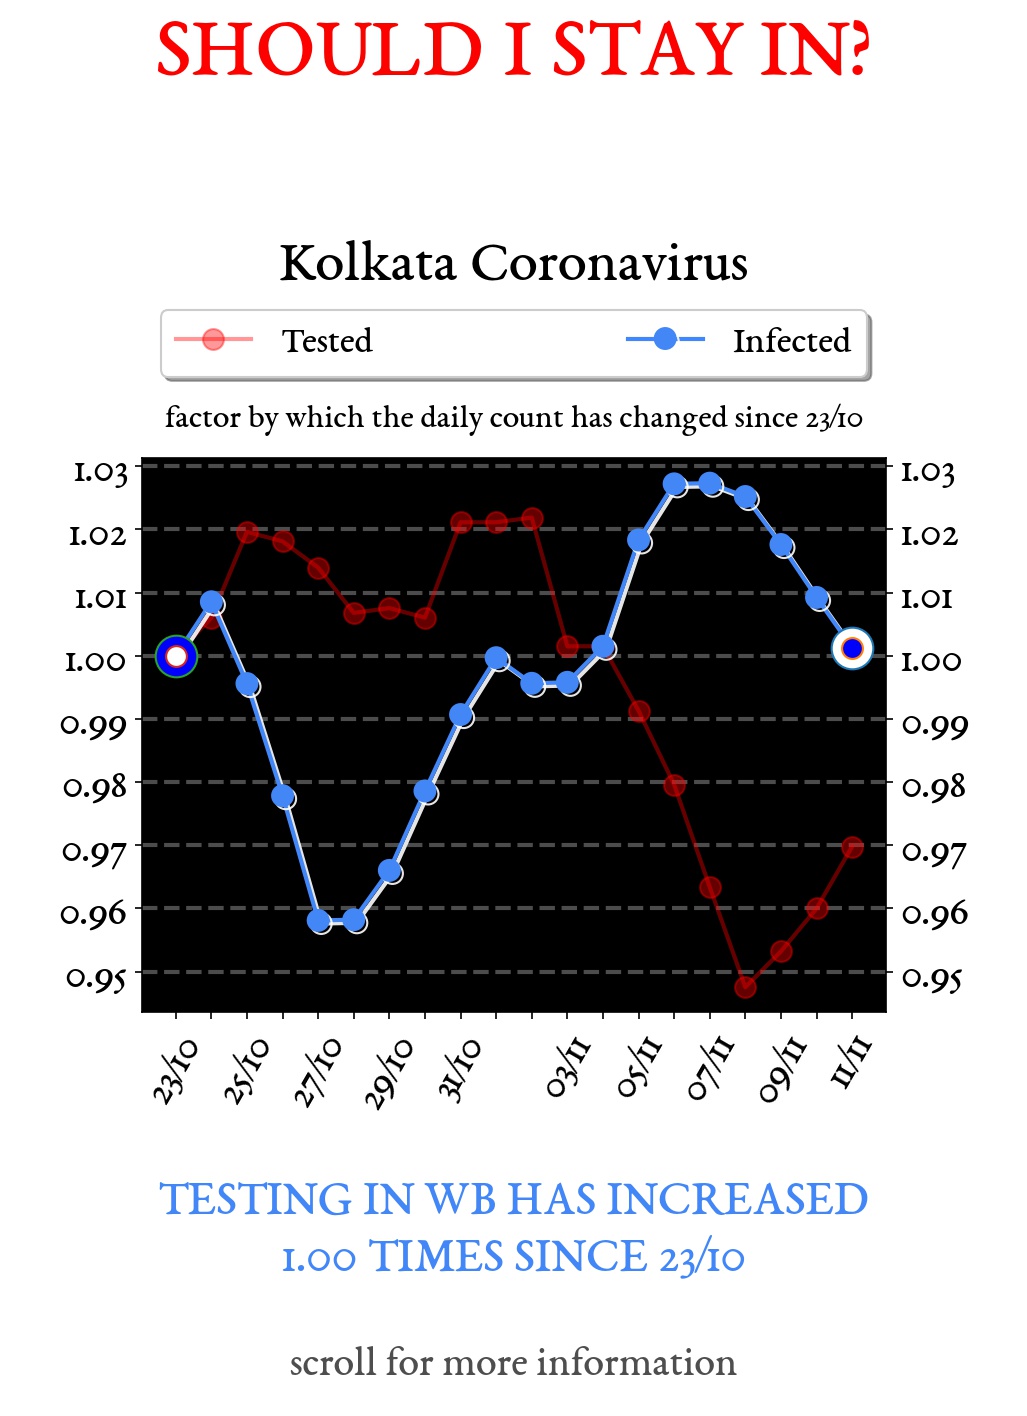 SHOULD I STAY IN?
Kolkata Coronavirus
Tested Infected
factor by which the daily count has changed since 23/10
1.03 1.03
1.02 1.02
1.01 1.01
1.00 1.00
0.99 0.99
0.98 0.98
0.97 0.97
0.96 0.96
0.95 0.95
23/10 25/10 27/10 29/10 31/10 03/11 05/11 07/11 09/11 11/11
TESTING IN WB HAS INCREASED
1.00 TIMES SINCE 23/10
scroll for more information